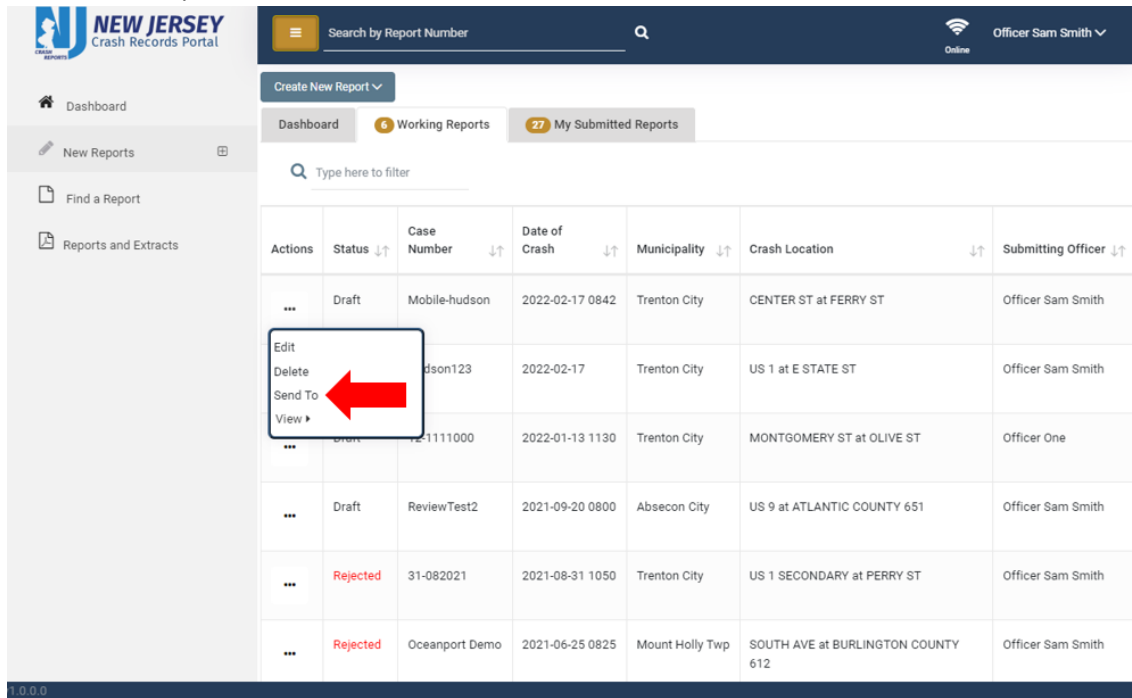 NEW JERSEY
Crash Records Portal
CRASH
REPORTS
Search by Report Number
Online
Officer Sam Smith
Dashboard
New Reports
Find a Report
Reports and Extracts
Create New Report
Dashboard
6 Working Reports
27 My Submitted Reports
Type here to filter
Actions Status Case Number Date of Crash Municipality Crash Location Submitting Officer
... Draft Mobile-hudson 2022-02-17 0842 Trenton City CENTER ST at FERRY ST Officer Sam Smith
Edit
Delete
Send To
View
dson123 2022-02-17 Trenton City US 1 at E STATE ST Officer Sam Smith
... Draft 12-1111000 2022-01-13 1130 Trenton City MONTGOMERY ST at OLIVE ST Officer One
... Draft ReviewTest2 2021-09-20 0800 Absecon City US 9 at ATLANTIC COUNTY 651 Officer Sam Smith
... Rejected 31-082021 2021-08-31 1050 Trenton City US 1 SECONDARY at PERRY ST Officer Sam Smith
... Rejected Oceanport Demo 2021-06-25 0825 Mount Holly Twp SOUTH AVE at BURLINGTON COUNTY 612 Officer Sam Smith
1.0.0.0